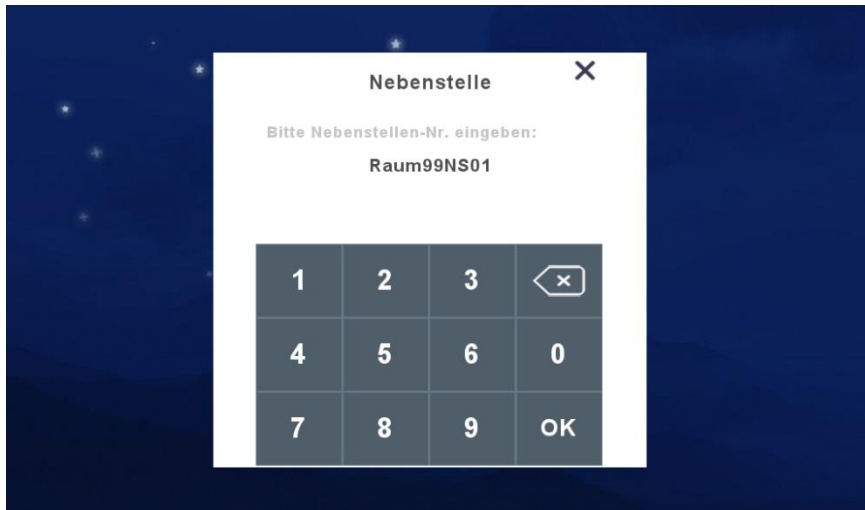 Nebenstelle
Bitte Nebenstellen-Nr. eingeben:
Raum99NS01
1 2 3
4 5 6 0
7 8 9 OK